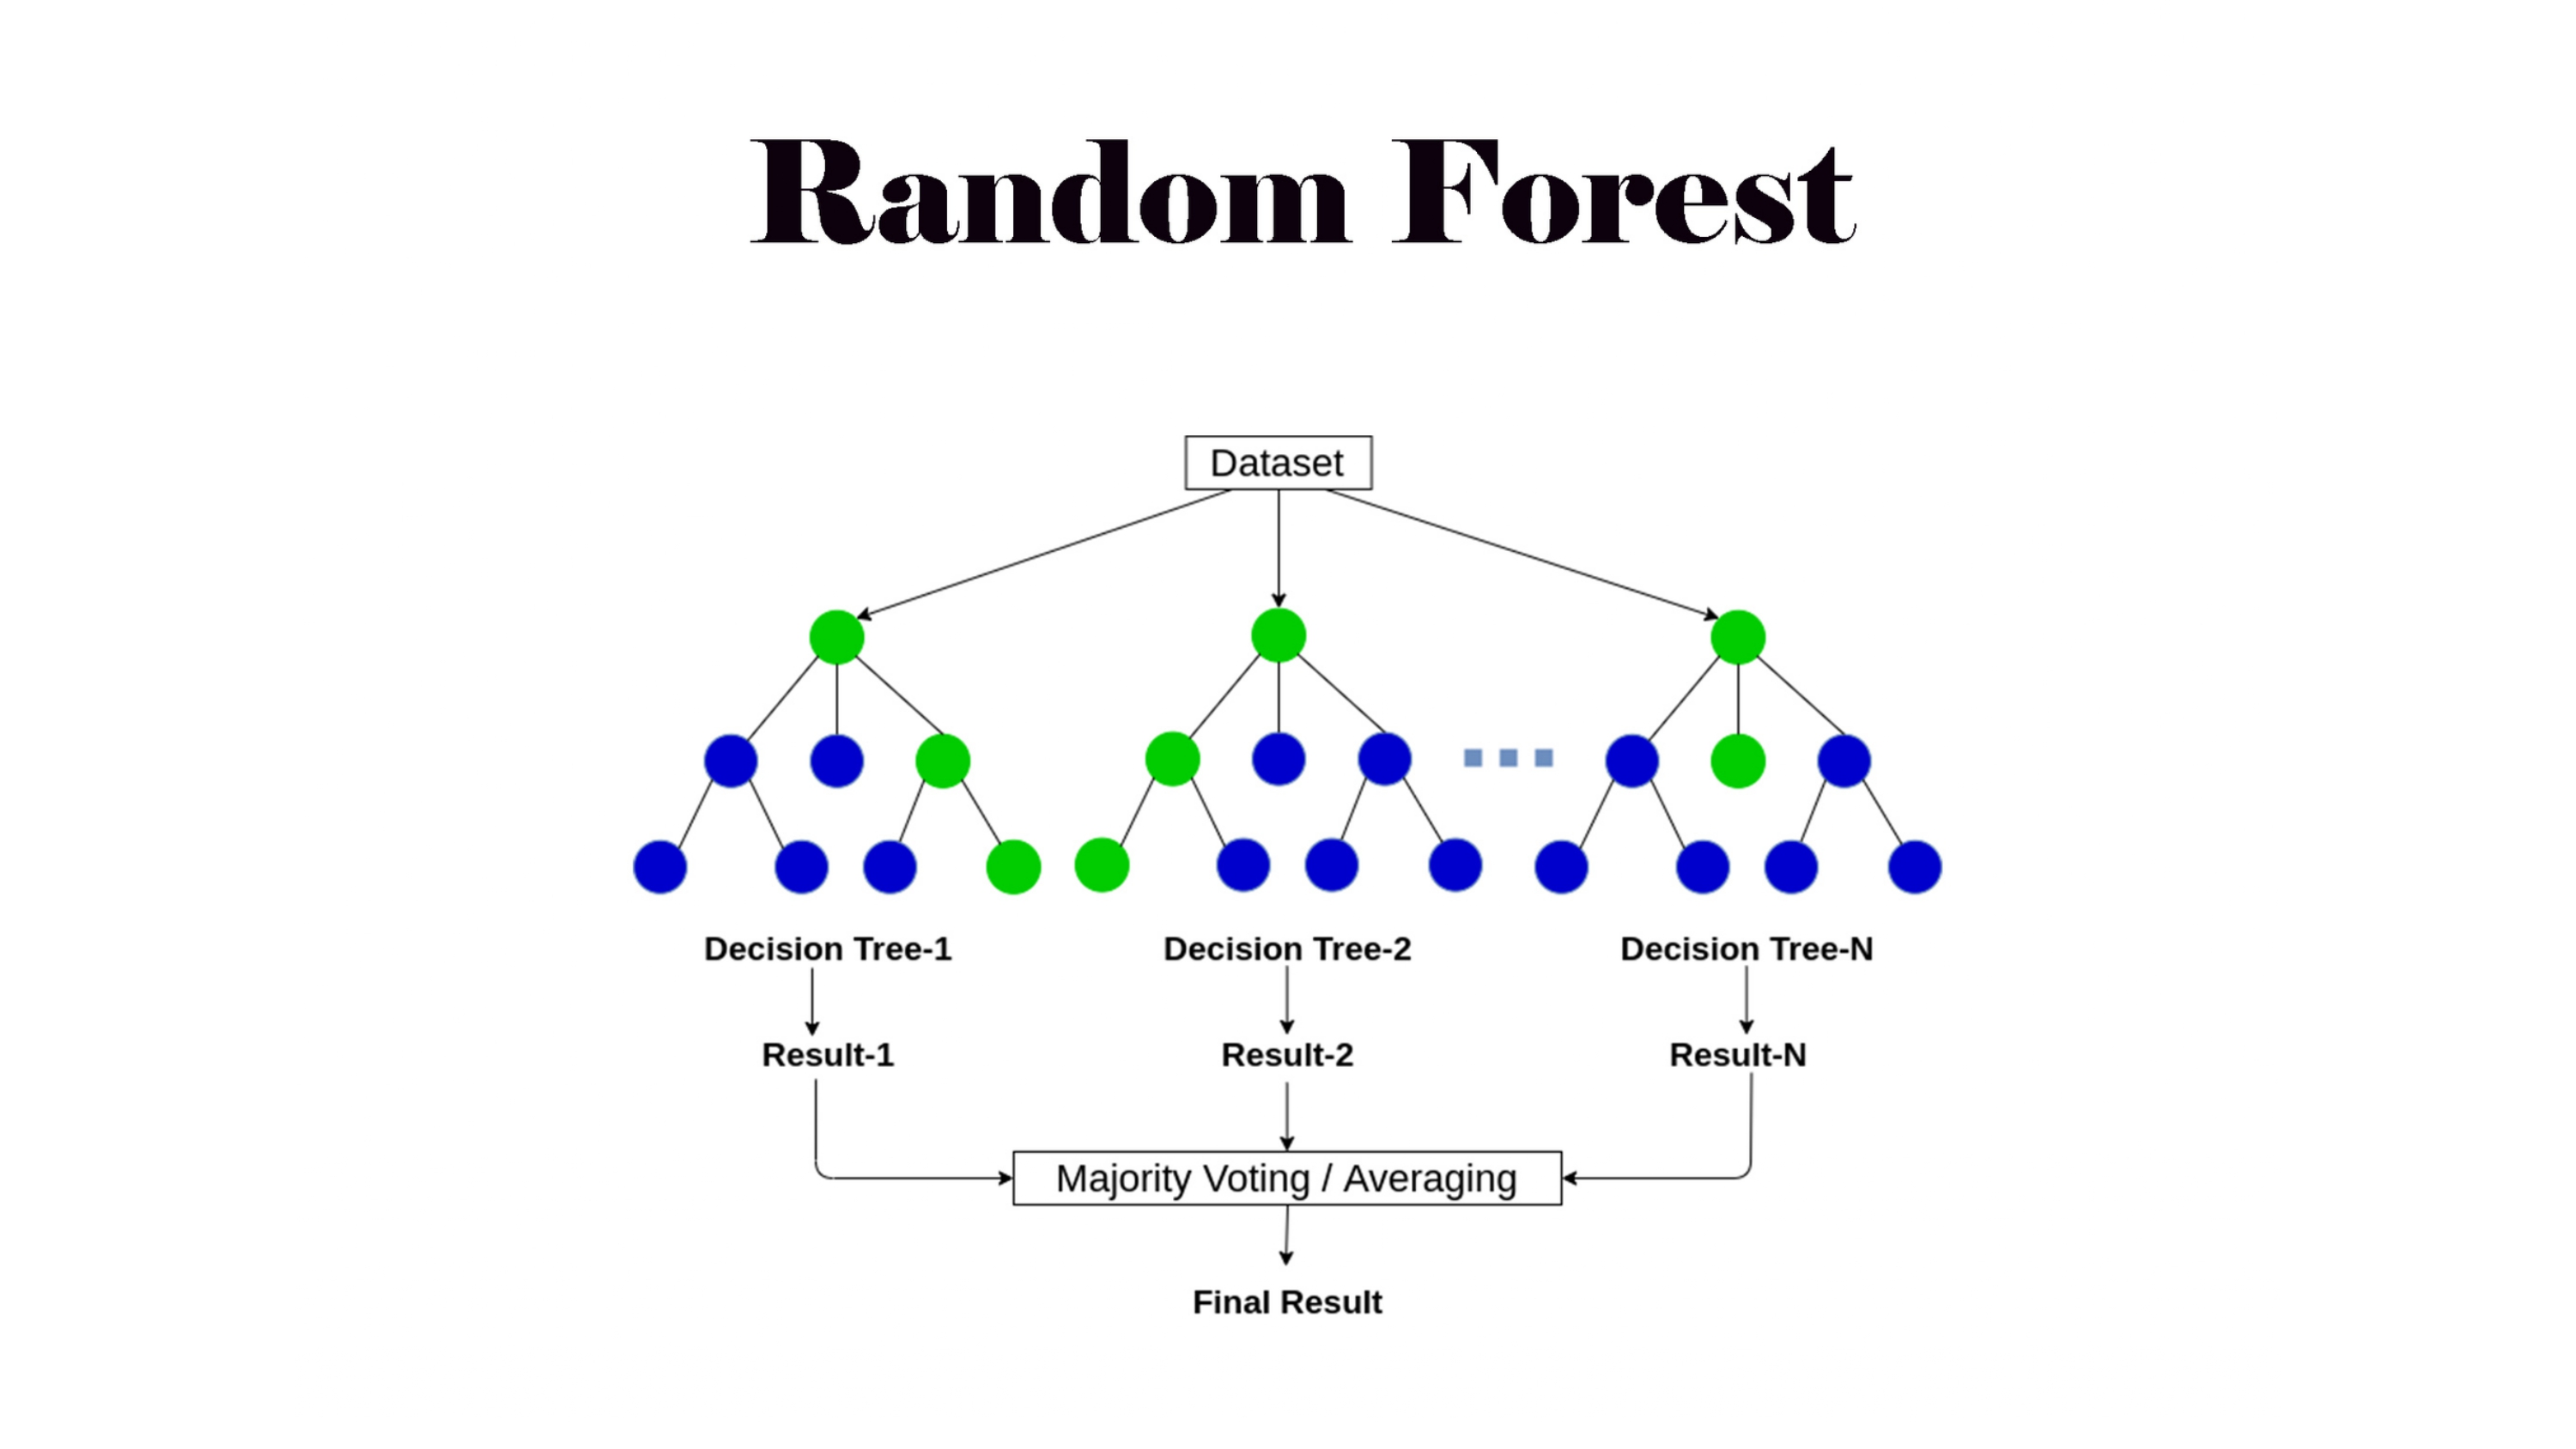 Random Forest
Dataset
Decision Tree-1
Decision Tree-2
Decision Tree-N
Result-1
Result-2
Result-N
Majority Voting / Averaging
Final Result